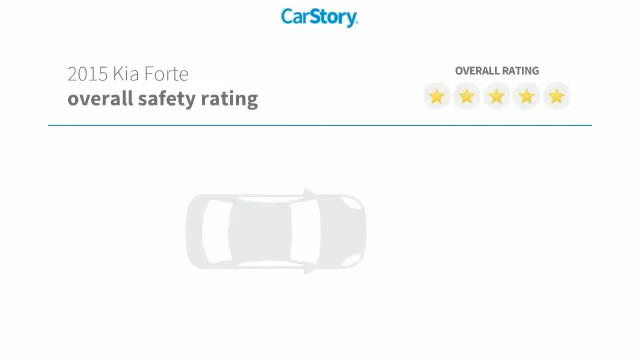 CarStory
2015 Kia Forte
overall safety rating
OVERALL RATING